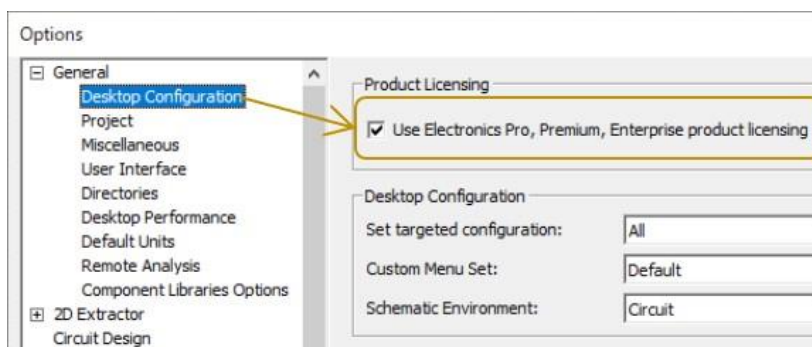 Options
General
Desktop Configuration
Project
Miscellaneous
User Interface
Directories
Desktop Performance
Default Units
Remote Analysis
Component Libraries Options
2D Extractor
Circuit Design
Product Licensing
Use Electronics Pro, Premium, Enterprise product licensing
Desktop Configuration
Set targeted configuration: All
Custom Menu Set: Default
Schematic Environment: Circuit